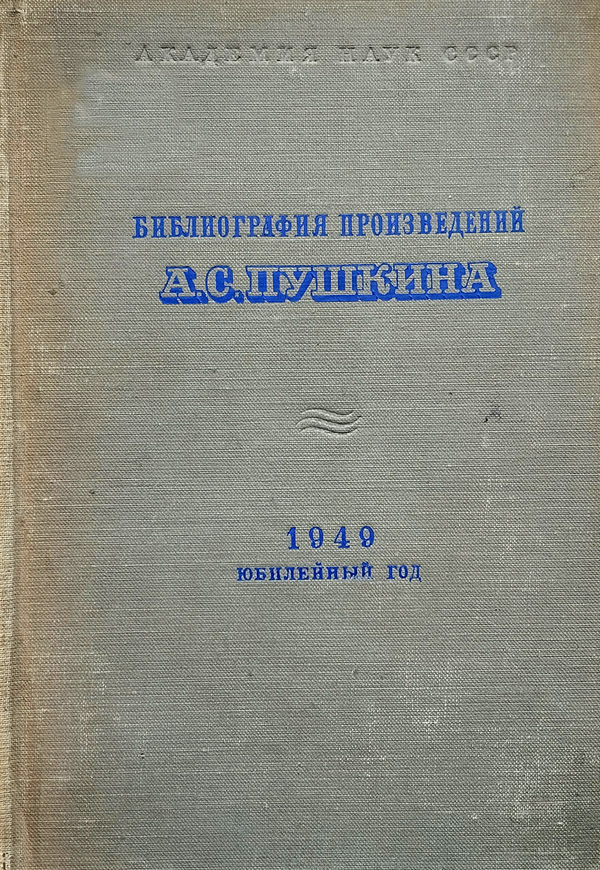 АКАДЕМИЯ НАУК СССР
БИБЛИОГРАФИЯ ПРОИЗВЕДЕНИЙ
А.С.ПУШКИНА
1949
ЮБИЛЕЙНЫЙ ГОД